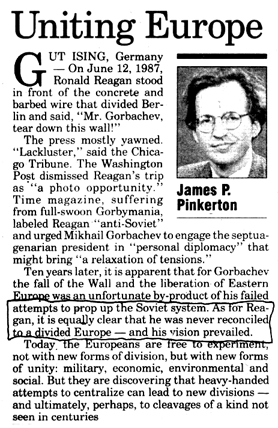 Uniting Europe
GUT ISING, Germany
— On June 12, 1987,
Ronald Reagan stood
in front of the concrete and
barbed wire that divided Ber-
lin and said, “Mr. Gorbachev,
tear down this wall!”
The press mostly yawned.
“Lackluster,” said the Chica-
go Tribune. The Washington
Post dismissed Reagan's trip
as “a photo opportunity.”
Time magazine, suffering
from full-swoon Gorbymania,
labeled Reagan “anti-Soviet”
James P.
Pinkerton
and urged Mikhail Gorbachev to engage the septua-
genarian president in “personal diplomacy” that
might bring “a relaxation of tensions.”
Ten years later, it is apparent that for Gorbachev
the fall of the Wall and the liberation of Eastern
Europe was an unfortunate by-product of his failed
attempts to prop up the Soviet system. As for Rea-
gan, it is equally clear that he was never reconciled
to a divided Europe — and his vision prevailed.
Today the Europeans are free to experiment,
not with new forms of division, but with new forms
of unity: military, economic, environmental and
social. But they are discovering that heavy-handed
attempts to centralize can lead to new divisions —
and ultimately, perhaps, to cleavages of a kind not
seen in centuries